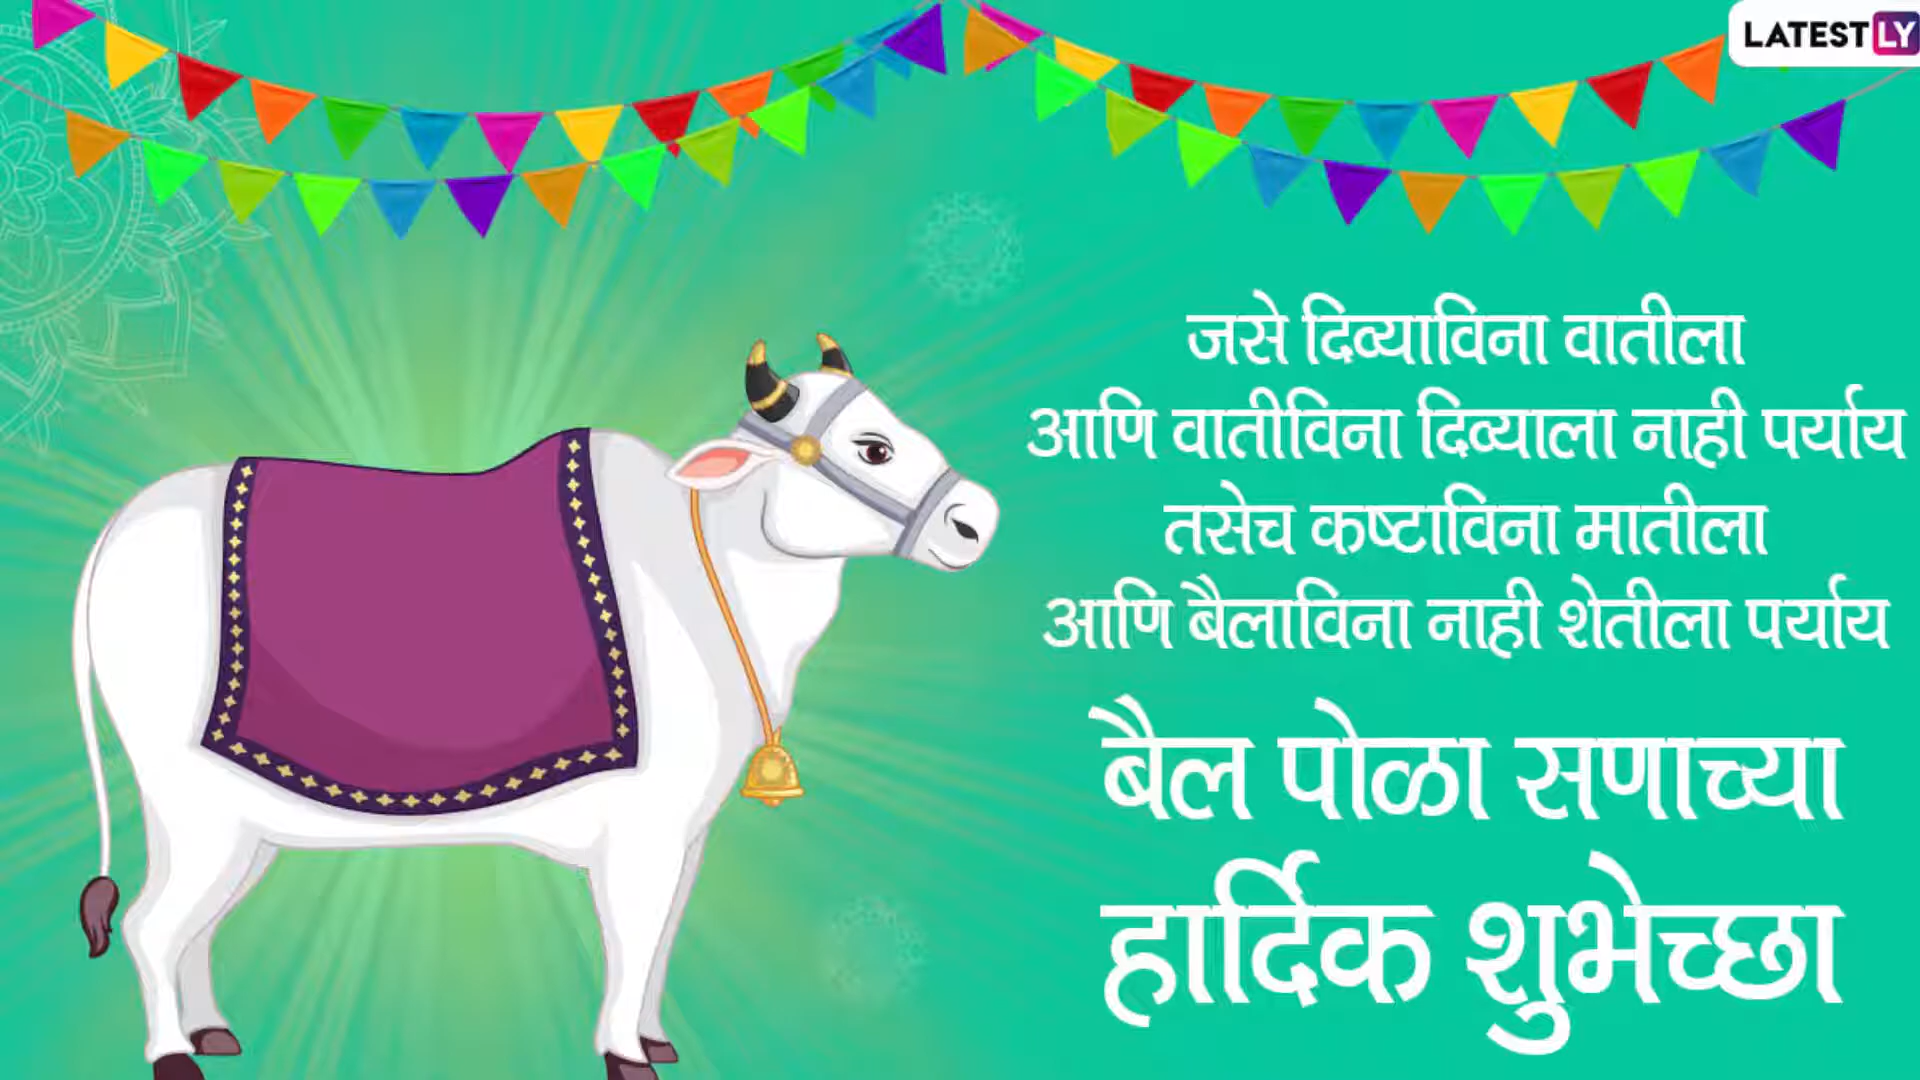 LATESTLY
जसे दिव्याविना वातीला
आणि वातीविना दिव्याला नाही पर्याय
तसेच कष्टाविना मातीला
आणि बैलाविना नाही शेतीला पर्याय
बैल पोळा सणाच्या
हार्दिक शुभेच्छा